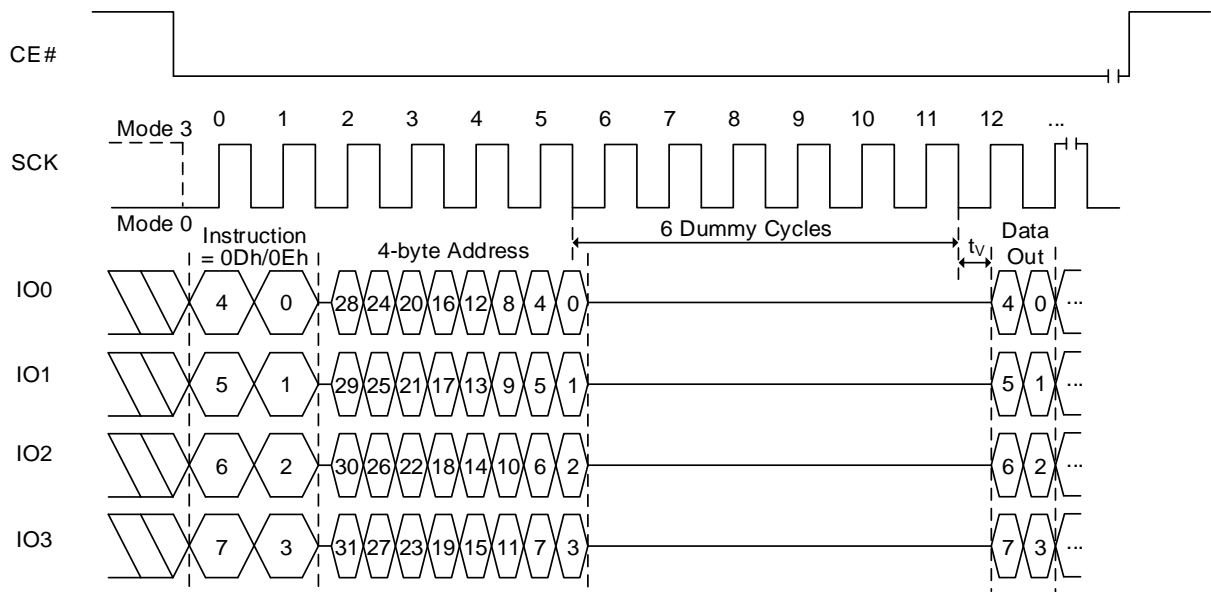 CE#
0 1 2 3 4 5 6 7 8 9 10 11 12 ...
Mode 3
SCK
Mode 0
Instruction
= 0Dh/0Eh
4-byte Address
6 Dummy Cycles
tV
Data
Out
IO0 4 0 28 24 20 16 12 8 4 0 4 0 ...
IO1 5 1 29 25 21 17 13 9 5 1 5 1 ...
IO2 6 2 30 26 22 18 14 10 6 2 6 2 ...
IO3 7 3 31 27 23 19 15 11 7 3 7 3 ...